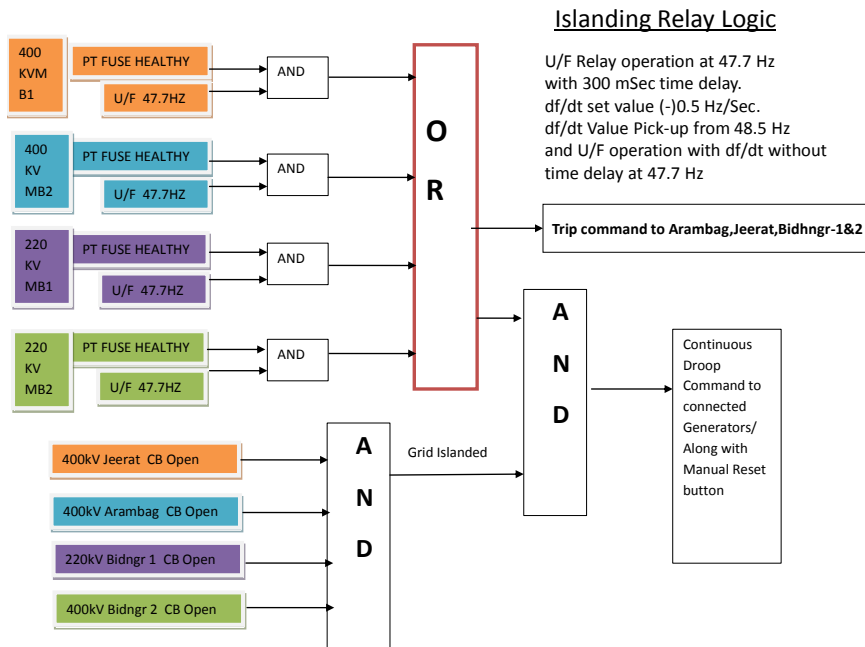 Islanding Relay Logic
U/F Relay operation at 47.7 Hz
with 300 mSec time delay.
df/dt set value (-)0.5 Hz/Sec.
df/dt Value Pick-up from 48.5 Hz
and U/F operation with df/dt without
time delay at 47.7 Hz
400
KVM
B1
PT FUSE HEALTHY
U/F 47.7HZ
AND
400
KV
MB2
PT FUSE HEALTHY
U/F 47.7HZ
AND
220
KV
MB1
PT FUSE HEALTHY
U/F 47.7HZ
AND
220
KV
MB2
PT FUSE HEALTHY
U/F 47.7HZ
AND
O
R
Trip command to Arambag,Jeerat,Bidhngr-1&2
A
N
D
Continuous
Droop
Command to
connected
Generators/
Along with
Manual Reset
button
400kV Jeerat CB Open
400kV Arambag CB Open
220kV Bidngr 1 CB Open
400kV Bidngr 2 CB Open
A
N
D
Grid Islanded